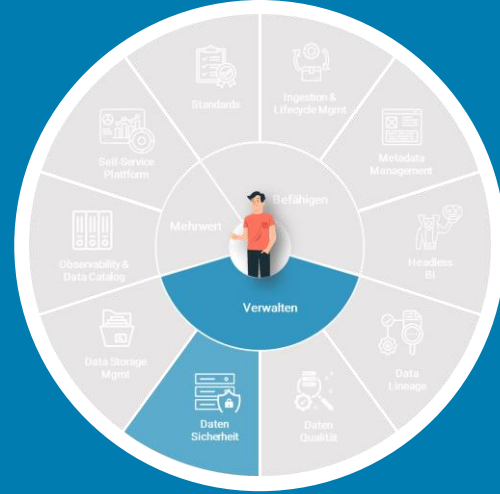 Standards
Ingestion &
Lifecycle Mgmt
Self-Service
Plattform
Metadata
Management
Mehrwert
Befähigen
Observability &
Data Catalog
Headless
BI
Verwalten
Data Storage
Mgmt
Data
Lineage
Daten
Sicherheit
Daten
Qualität